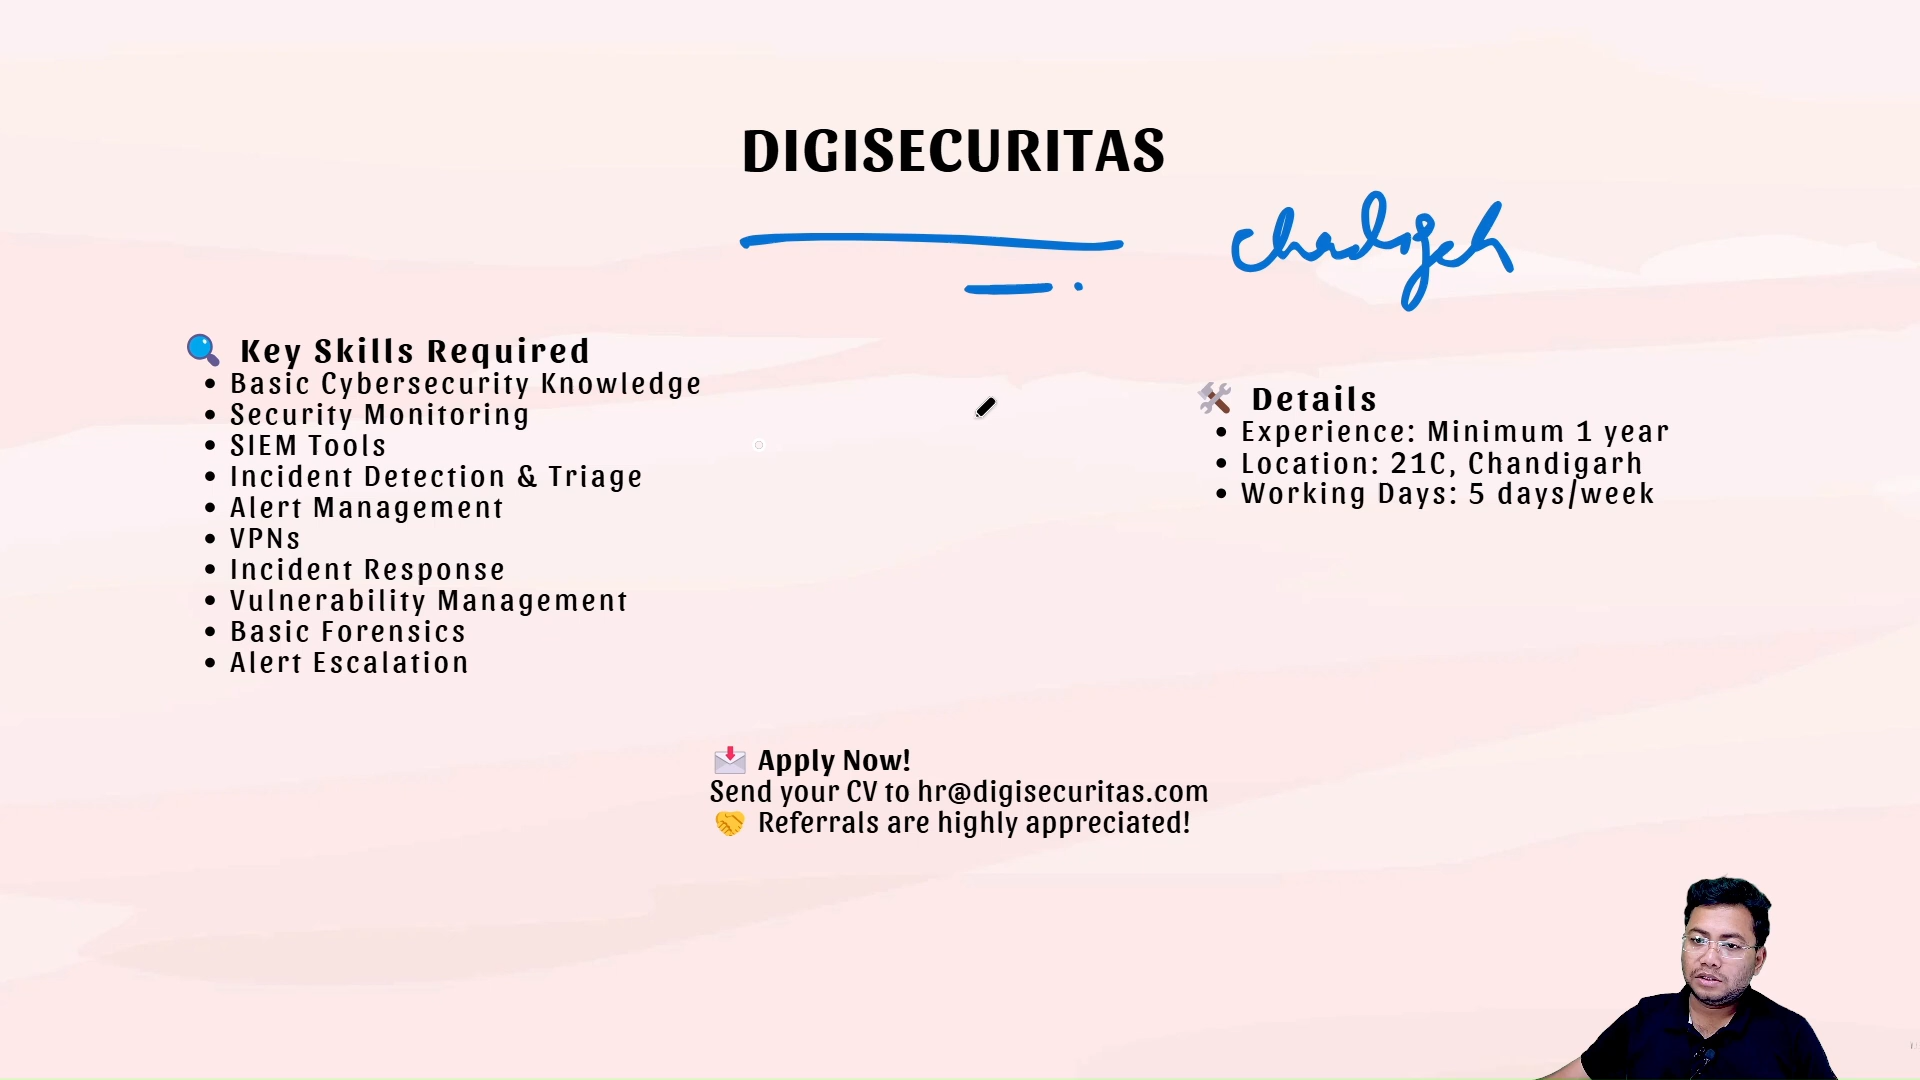 DIGISECURITAS
chadigeh
🔍 Key Skills Required
• Basic Cybersecurity Knowledge
• Security Monitoring
• SIEM Tools
• Incident Detection & Triage
• Alert Management
• VPNs
• Incident Response
• Vulnerability Management
• Basic Forensics
• Alert Escalation
🛠️ Details
• Experience: Minimum 1 year
• Location: 21C, Chandigarh
• Working Days: 5 days/week
📩 Apply Now!
Send your CV to hr@digisecuritas.com
🤝 Referrals are highly appreciated!